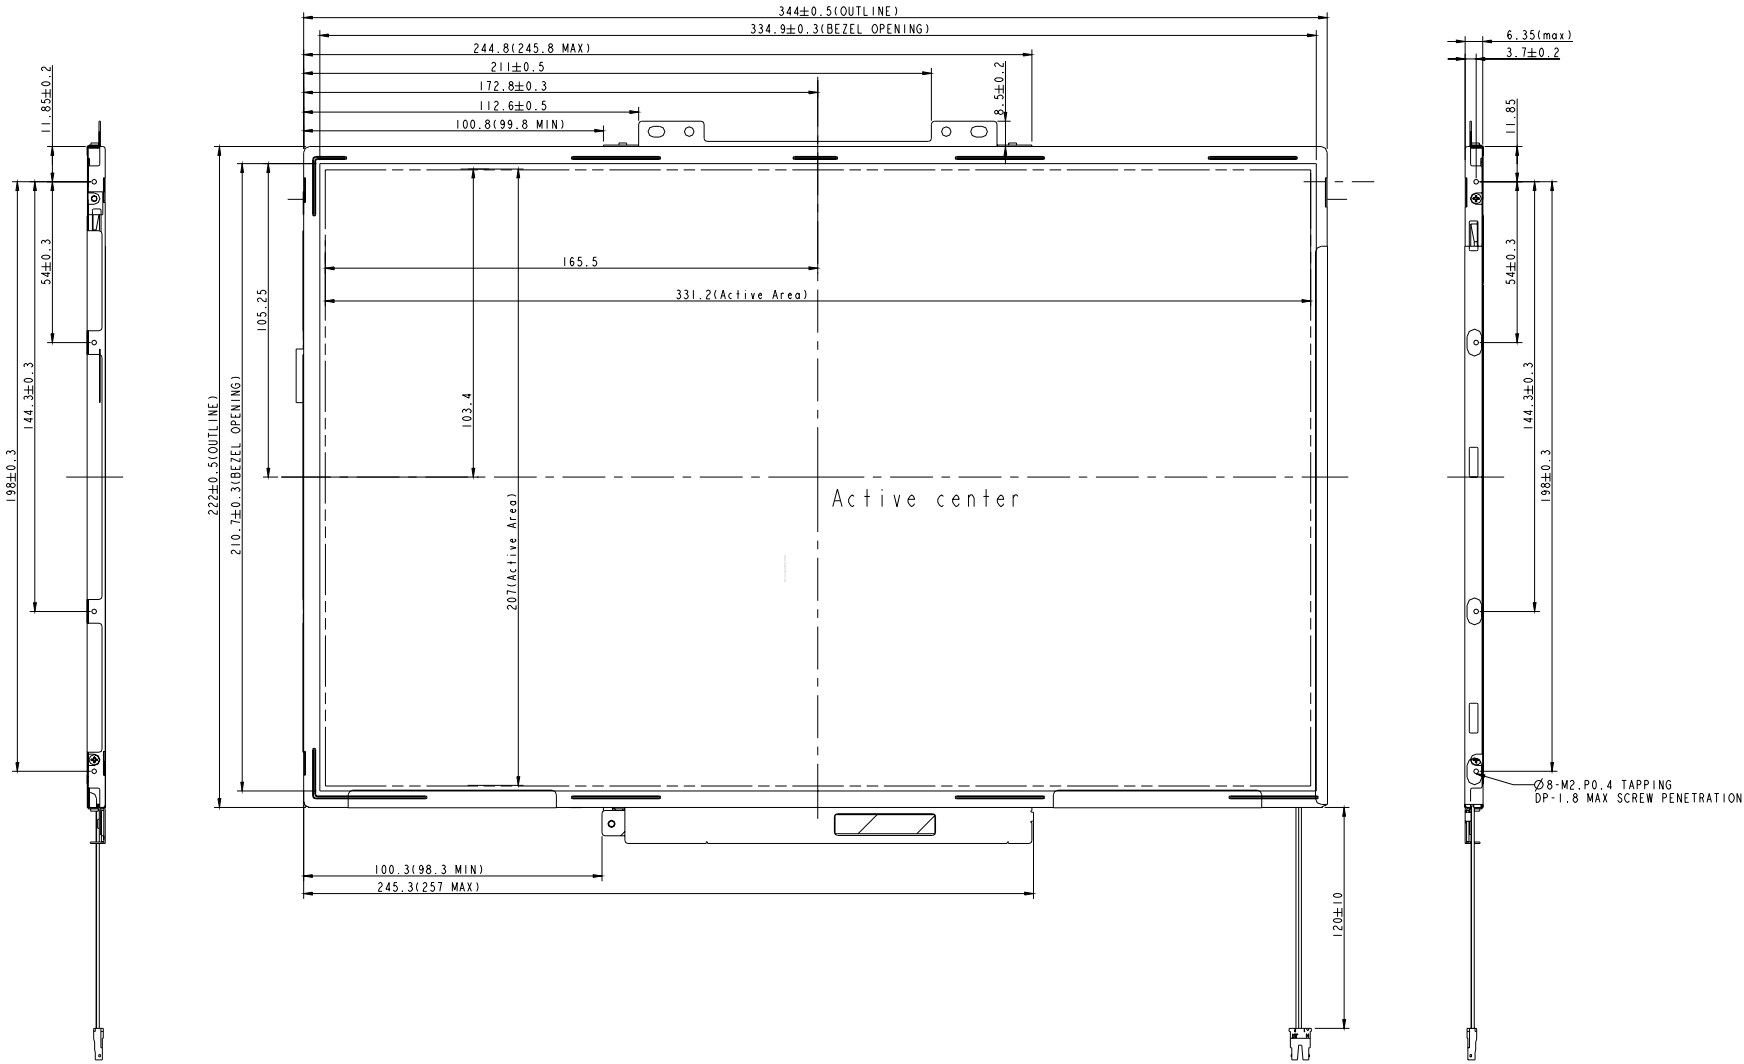 344±0.5(OUTLINE)
334.9±0.3(BEZEL OPENING)
244.8(245.8 MAX)
211±0.5
172.8±0.3
112.6±0.5
100.8(99.8 MIN)
8.5±0.2
6.35(max)
3.7±0.2
11.85±0.2
11.85
54±0.3
144.3±0.3
198±0.3
105.25
222±0.5(OUTLINE)
210.7±0.3(BEZEL OPENING)
165.5
331.2(Active Area)
103.4
207(Active Area)
Active center
54±0.3
144.3±0.3
198±0.3
Ø8-M2.P0.4 TAPPING
DP-1.8 MAX SCREW PENETRATION
100.3(98.3 MIN)
245.3(257 MAX)
120±10